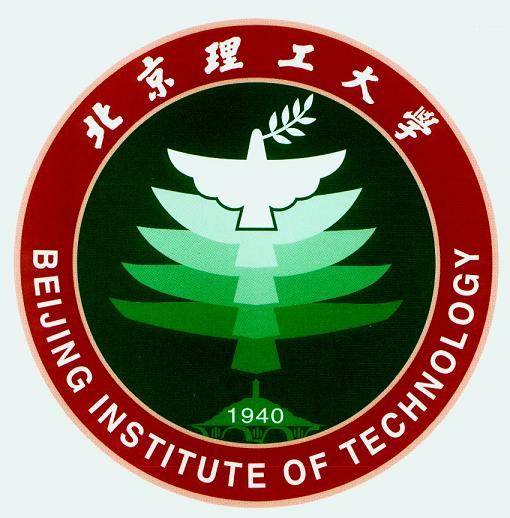 北京理工大学
1940
BEIJING INSTITUTE OF TECHNOLOGY